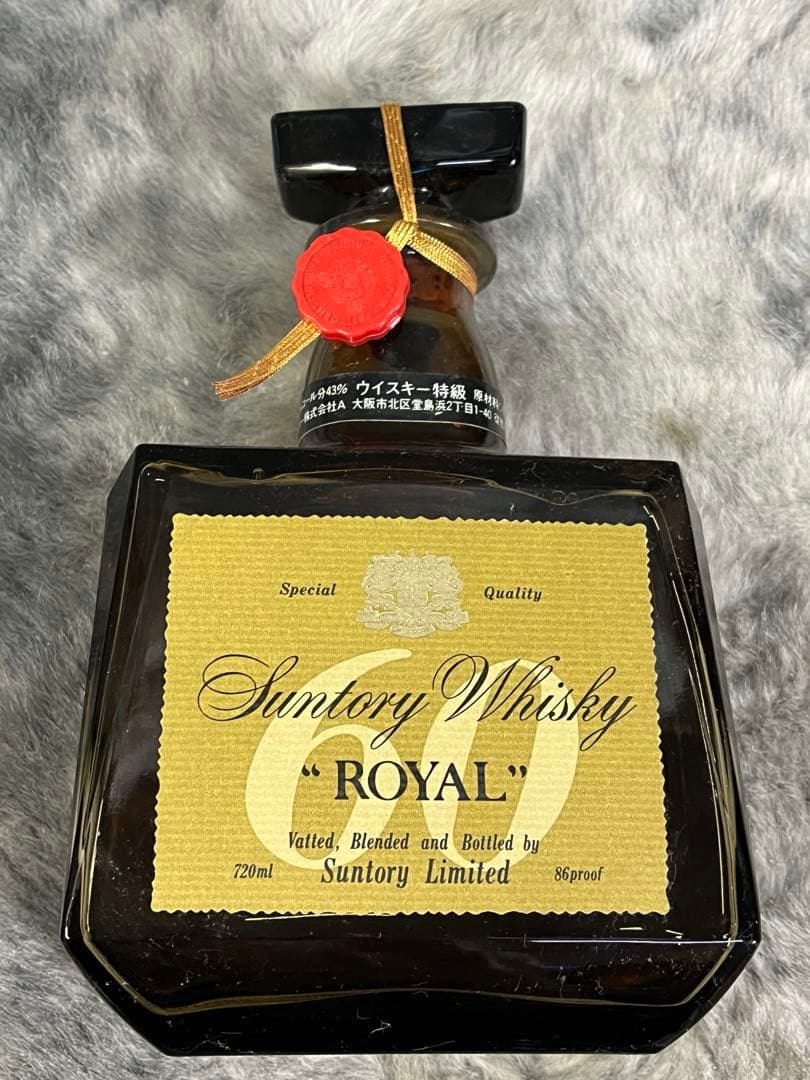 ール分43% ウイスキー特級 原材料
株式会社A 大阪市北区堂島浜2丁目1-40
Special Quality
60
Suntory Whisky
“ROYAL”
Vatted, Blended and Bottled by
720ml Suntory Limited 86proof